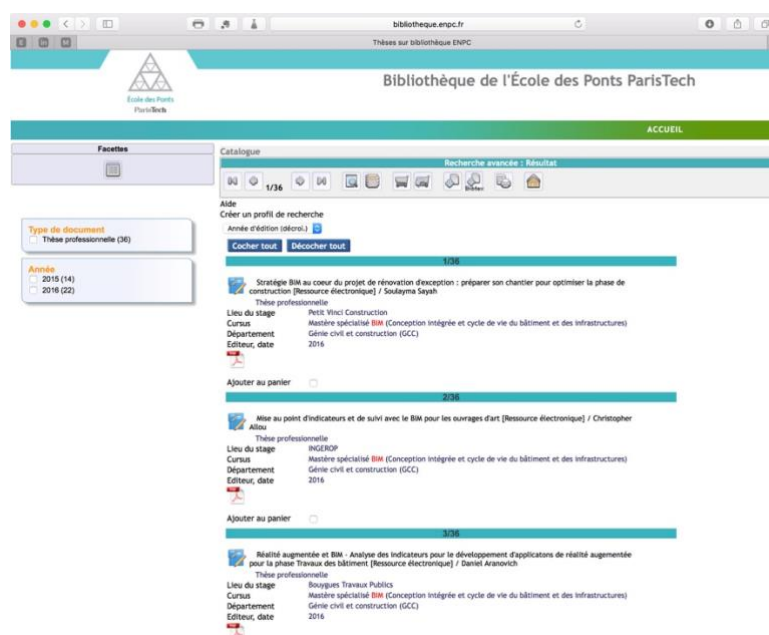 bibliotheque.enpc.fr
Thèses sur bibliothèque ENPC
École des Ponts
ParisTech
Bibliothèque de l'École des Ponts ParisTech
ACCUEIL
Facettes
Type de document
Thèse professionnelle (36)
Année
2015 (14)
2016 (22)
Catalogue
Recherche avancée : Résultat
1/36
Aide
Créer un profil de recherche
Année d'édition (décroi.)
Cocher tout Décocher tout
1/36
Stratégie BIM au coeur du projet de rénovation d'exception : préparer son chantier pour optimiser la phase de
construction [Ressource électronique] / Soulayma Sayah
Thèse professionnelle
Lieu du stage Petit Vinci Construction
Cursus Mastère spécialisé BIM (Conception intégrée et cycle de vie du bâtiment et des infrastructures)
Département Génie civil et construction (GCC)
Editeur, date 2016
Ajouter au panier
2/36
Mise au point d'indicateurs et de suivi avec le BIM pour les ouvrages d'art [Ressource électronique] / Christopher
Allou
Thèse professionnelle
Lieu du stage INGEROP
Cursus Mastère spécialisé BIM (Conception intégrée et cycle de vie du bâtiment et des infrastructures)
Département Génie civil et construction (GCC)
Editeur, date 2016
Ajouter au panier
3/36
Réalité augmentée et BIM - Analyse des indicateurs pour le développement d'applicatons de réalité augementée
pour la phase Travaux des bâtiment [Ressource électronique] / Daniel Aranovich
Thèse professionnelle
Lieu du stage Bouygues Travaux Publics
Cursus Mastère spécialisé BIM (Conception intégrée et cycle de vie du bâtiment et des infrastructures)
Département Génie civil et construction (GCC)
Editeur, date 2016